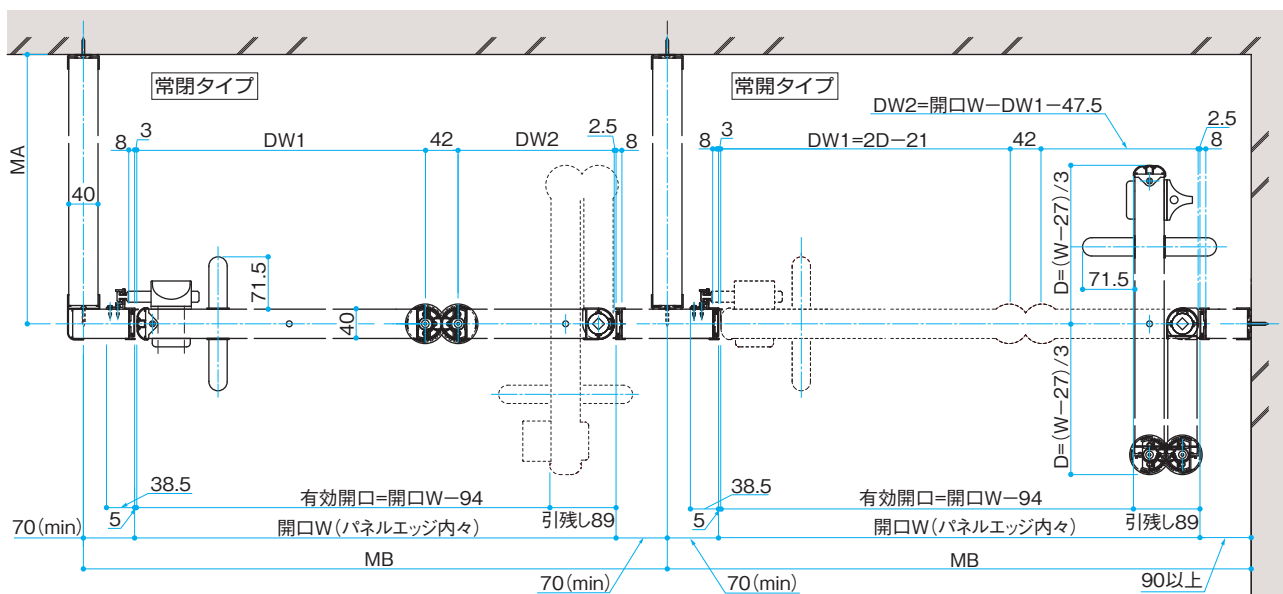 常閉タイプ
常開タイプ
DW2=開口W−DW1−47.5
8
3
DW1
42
DW2
2.5
8
8
3
DW1=2D−21
42
2.5
8
MA
40
71.5
40
D=(W−27)/3
71.5
D=(W−27)/3
38.5
有効開口=開口W−94
引残し89
5
38.5
有効開口=開口W−94
引残し89
5
70(min)
開口W(パネルエッジ内々)
開口W(パネルエッジ内々)
MB
MB
70(min)
70(min)
90以上